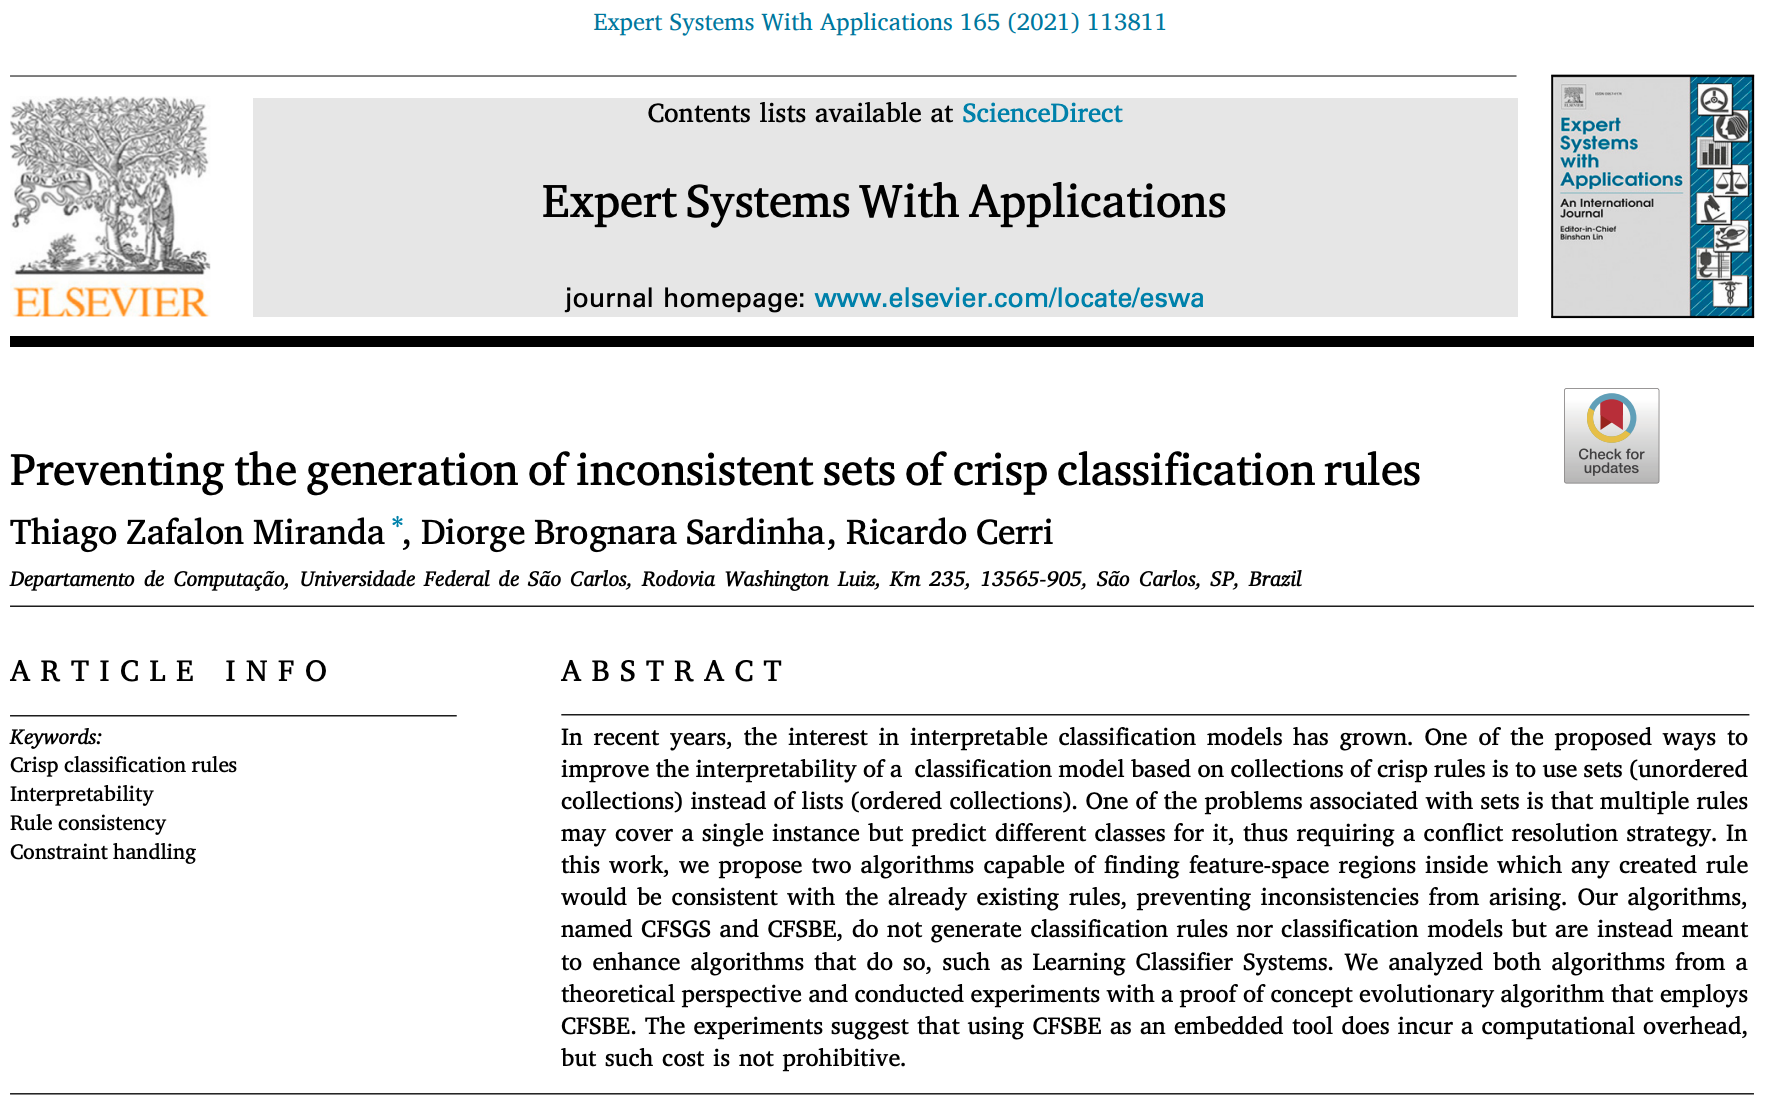 Expert Systems With Applications 165 (2021) 113811
Contents lists available at ScienceDirect
Expert Systems With Applications
journal homepage: www.elsevier.com/locate/eswa
NON SOLUS
ELSEVIER
ELSEVIER
Expert
Systems
with
Applications
An International
Journal
Editor-in-Chief
Binshan Lin
Check for
updates
Preventing the generation of inconsistent sets of crisp classification rules
Thiago Zafalon Miranda *, Diorge Brognara Sardinha, Ricardo Cerri
Departamento de Computação, Universidade Federal de São Carlos, Rodovia Washington Luiz, Km 235, 13565-905, São Carlos, SP, Brazil
ARTICLE INFO
Keywords:
Crisp classification rules
Interpretability
Rule consistency
Constraint handling
ABSTRACT
In recent years, the interest in interpretable classification models has grown. One of the proposed ways to
improve the interpretability of a classification model based on collections of crisp rules is to use sets (unordered
collections) instead of lists (ordered collections). One of the problems associated with sets is that multiple rules
may cover a single instance but predict different classes for it, thus requiring a conflict resolution strategy. In
this work, we propose two algorithms capable of finding feature-space regions inside which any created rule
would be consistent with the already existing rules, preventing inconsistencies from arising. Our algorithms,
named CFSGS and CFSBE, do not generate classification rules nor classification models but are instead meant
to enhance algorithms that do so, such as Learning Classifier Systems. We analyzed both algorithms from a
theoretical perspective and conducted experiments with a proof of concept evolutionary algorithm that employs
CFSBE. The experiments suggest that using CFSBE as an embedded tool does incur a computational overhead,
but such cost is not prohibitive.